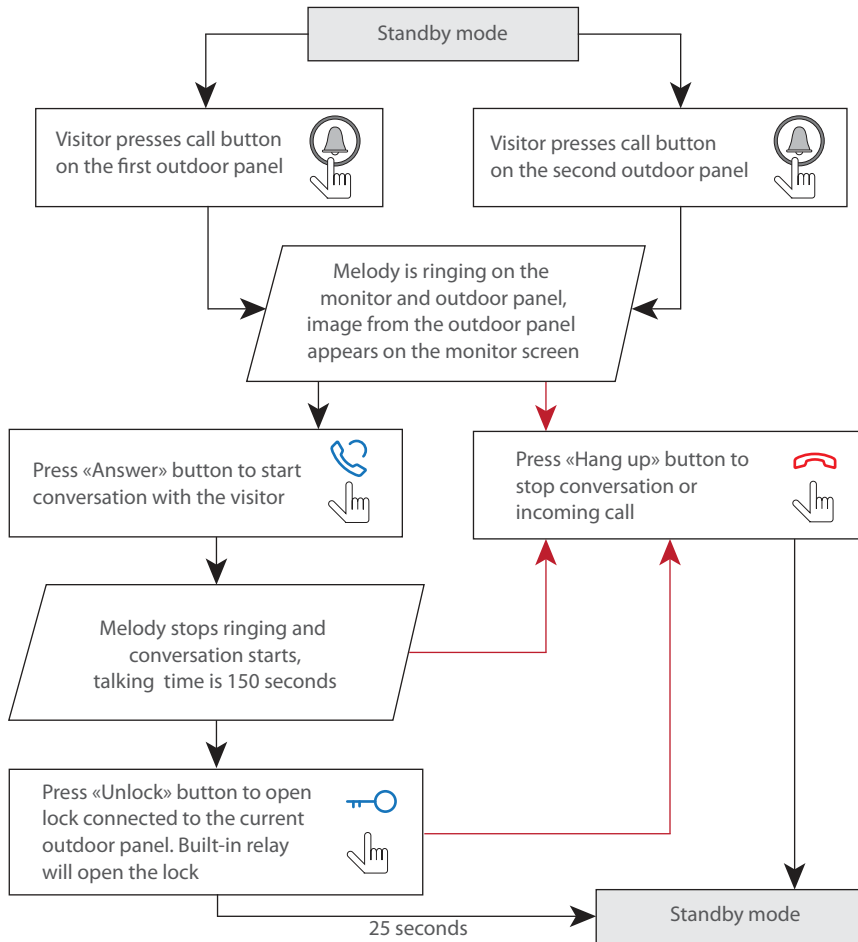 Standby mode
Visitor presses call button
on the first outdoor panel
Visitor presses call button
on the second outdoor panel
Melody is ringing on the
monitor and outdoor panel,
image from the outdoor panel
appears on the monitor screen
Press «Answer» button to start
conversation with the visitor
Press «Hang up» button to
stop conversation or
incoming call
Melody stops ringing and
conversation starts,
talking time is 150 seconds
Press «Unlock» button to open
lock connected to the current
outdoor panel. Built-in relay
will open the lock
25 seconds
Standby mode